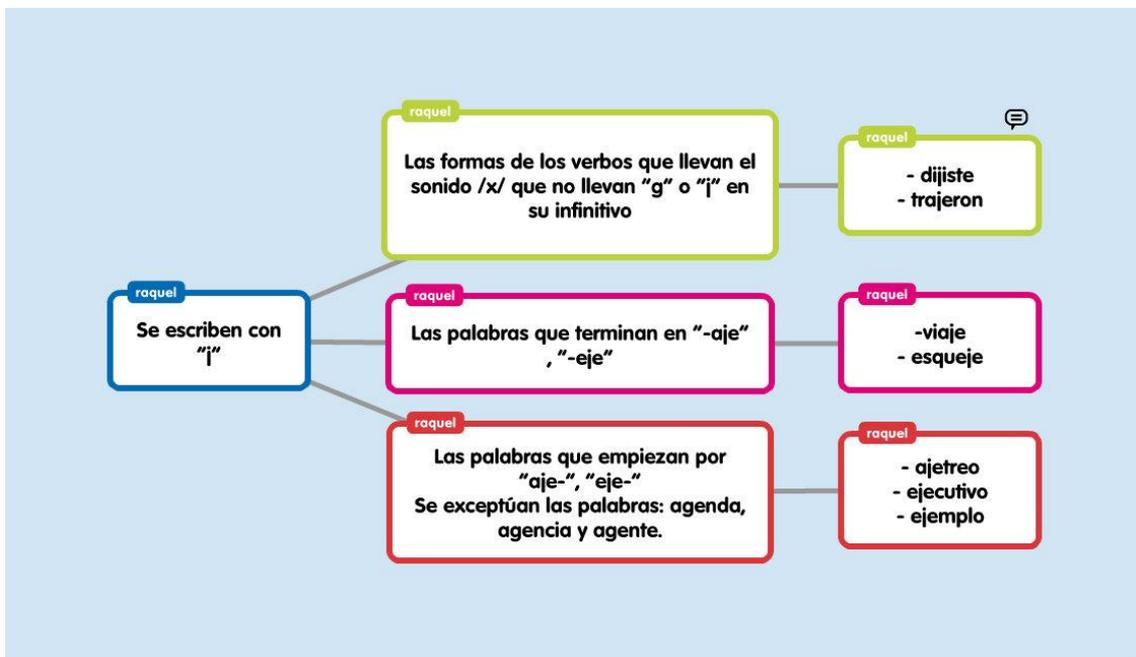 raquel
Se escriben con
"j"
raquel
Las formas de los verbos que llevan el
sonido /x/ que no llevan "g" o "j" en
su infinitivo
raquel
- dijiste
- trajeron
raquel
Las palabras que terminan en "-aje"
, "-eje"
raquel
-viaje
- esqueje
raquel
Las palabras que empiezan por
"aje-", "eje-"
Se exceptúan las palabras: agenda,
agencia y agente.
raquel
- ajetreo
- ejecutivo
- ejemplo